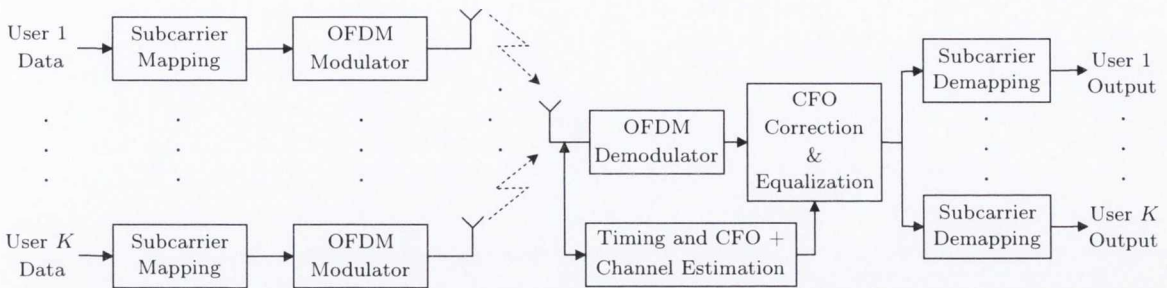 User 1
Data
Subcarrier
Mapping
OFDM
Modulator
User K
Data
Subcarrier
Mapping
OFDM
Modulator
OFDM
Demodulator
CFO
Correction
&
Equalization
Timing and CFO +
Channel Estimation
Subcarrier
Demapping
User 1
Output
Subcarrier
Demapping
User K
Output